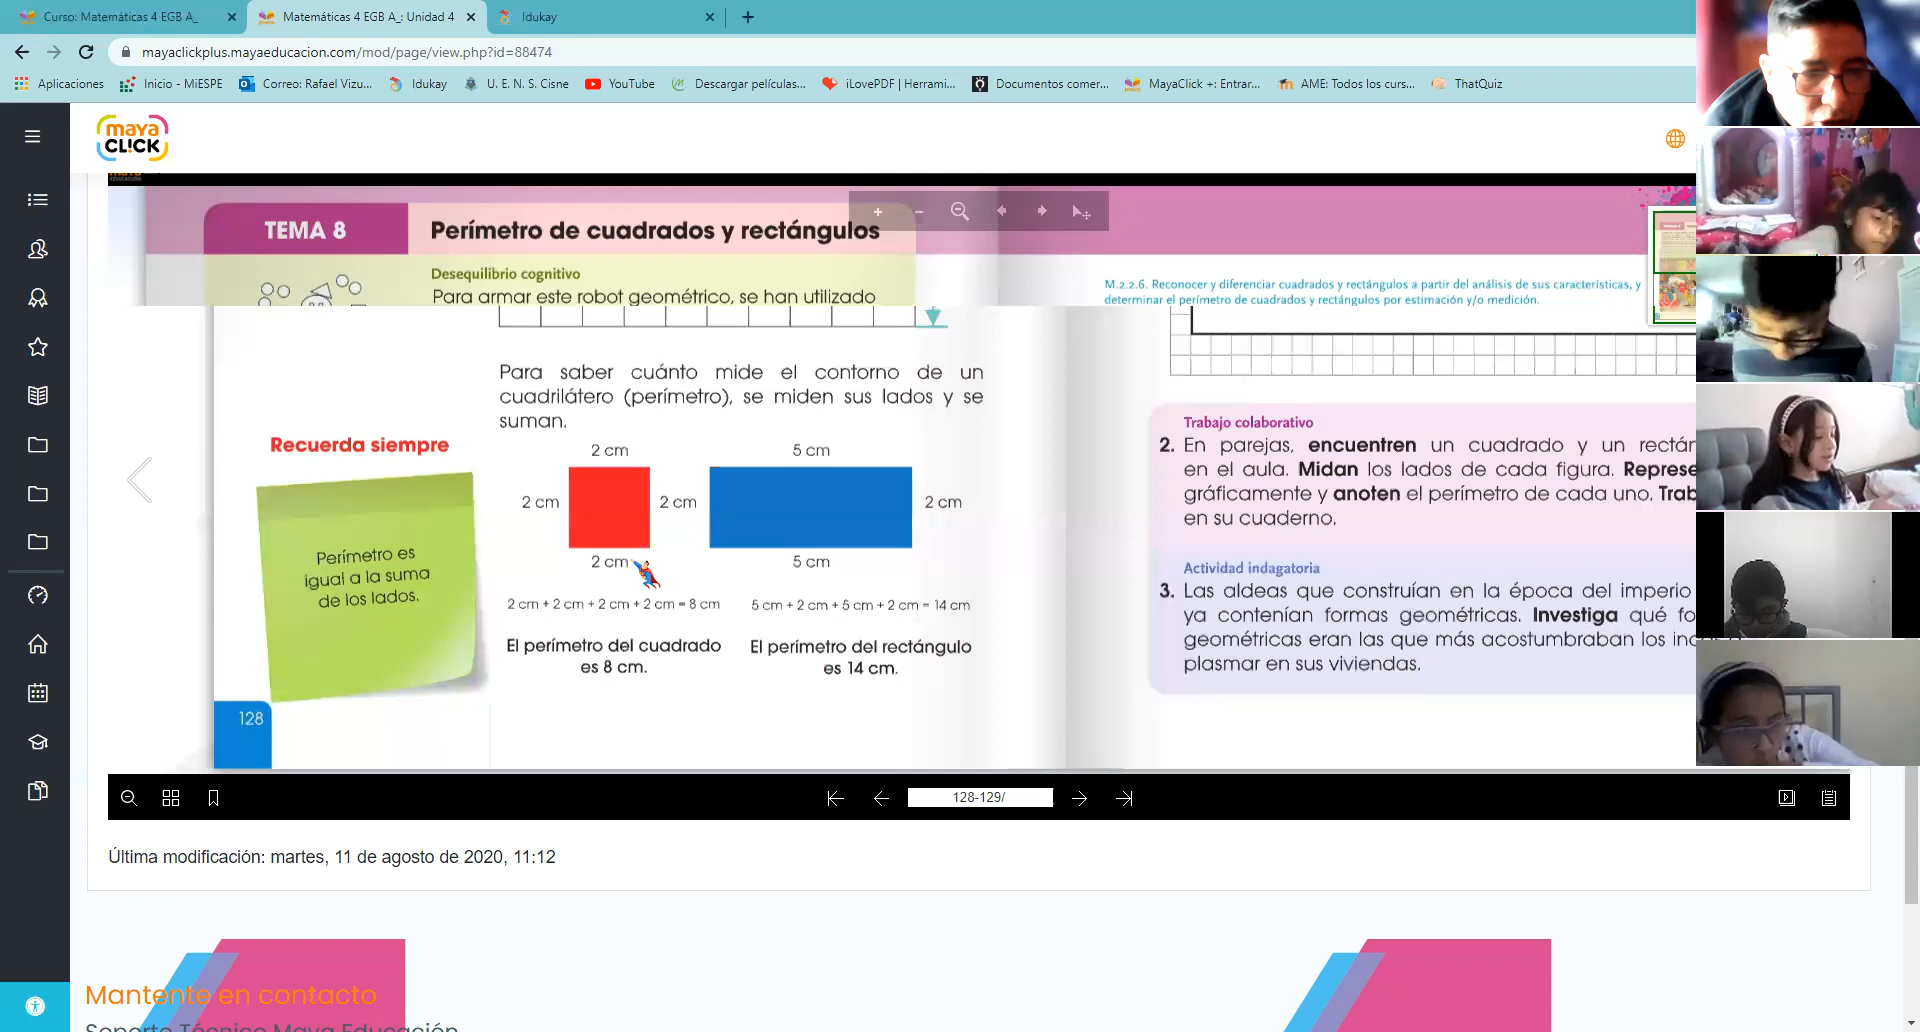 Curso: Matemáticas 4 EGB A_
Matemáticas 4 EGB A_: Unidad 4
Idukay
mayaclickplus.mayaeducacion.com/mod/page/view.php?id=88474
Aplicaciones
Inicio - MiESPE
Correo: Rafael Vizu...
Idukay
U. E. N. S. Cisne
YouTube
Descargar películas...
iLovePDF | Herrami...
Documentos comer...
MayaClick +: Entrar...
AME: Todos los curs...
ThatQuiz
maya
CLICK
TEMA 8
Perímetro de cuadrados y rectángulos
Desequilibrio cognitivo
Para armar este robot geométrico, se han utilizado
Para saber cuánto mide el contorno de un
cuadrilátero (perímetro), se miden sus lados y se
suman.
Recuerda siempre
Perímetro es
igual a la suma
de los lados.
2 cm
5 cm
2 cm
2 cm
2 cm
2 cm
5 cm
2 cm + 2 cm + 2 cm + 2 cm = 8 cm
5 cm + 2 cm + 5 cm + 2 cm = 14 cm
El perímetro del cuadrado
es 8 cm.
El perímetro del rectángulo
es 14 cm.
128
M.2.2.6. Reconocer y diferenciar cuadrados y rectángulos a partir del análisis de sus características, y
determinar el perímetro de cuadrados y rectángulos por estimación y/o medición.
Trabajo colaborativo
2. En parejas, encuentren un cuadrado y un rectán
en el aula. Midan los lados de cada figura. Represe
gráficamente y anoten el perímetro de cada uno. Trab
en su cuaderno.
Actividad indagatoria
3. Las aldeas que construían en la época del imperio
ya contenían formas geométricas. Investiga qué fo
geométricas eran las que más acostumbraban los inc
plasmar en sus viviendas.
128-129/
Última modificación: martes, 11 de agosto de 2020, 11:12
Mantente en contacto
Soporte Técnico Maya Educación